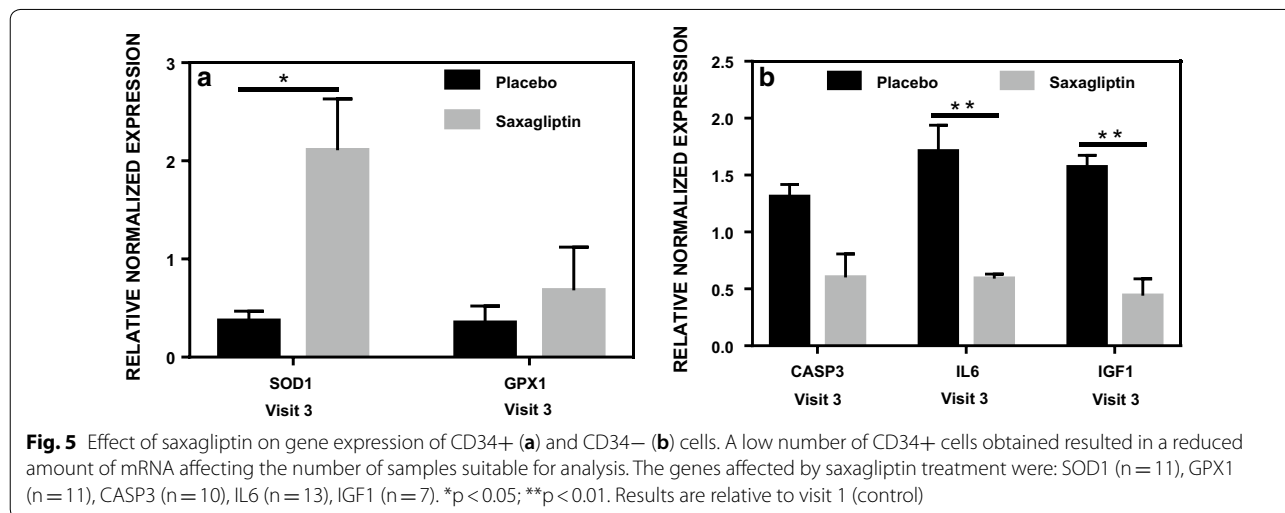 RELATIVE NORMALIZED EXPRESSION
a
3
2
1
0
*
Placebo
Saxagliptin
SOD1
GPX1
Visit 3
Visit 3
RELATIVE NORMALIZED EXPRESSION
b
2.5
2.0
1.5
1.0
0.5
0.0
Placebo
Saxagliptin
**
**
CASP3
IL6
IGF1
Visit 3
Visit 3
Visit 3
Fig. 5 Effect of saxagliptin on gene expression of CD34+ (a) and CD34− (b) cells. A low number of CD34+ cells obtained resulted in a reduced
amount of mRNA affecting the number of samples suitable for analysis. The genes affected by saxagliptin treatment were: SOD1 (n = 11), GPX1
(n = 11), CASP3 (n = 10), IL6 (n = 13), IGF1 (n = 7). *p < 0.05; **p < 0.01. Results are relative to visit 1 (control)